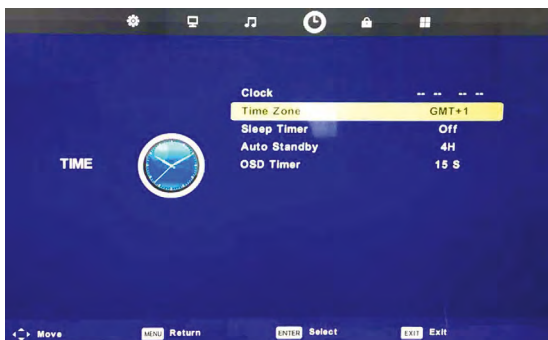 Clock -- -- -- --
Time Zone GMT+1
Sleep Timer Off
Auto Standby 4H
TIME
OSD Timer 15 S
Move MENU Return ENTER Select EXIT Exit